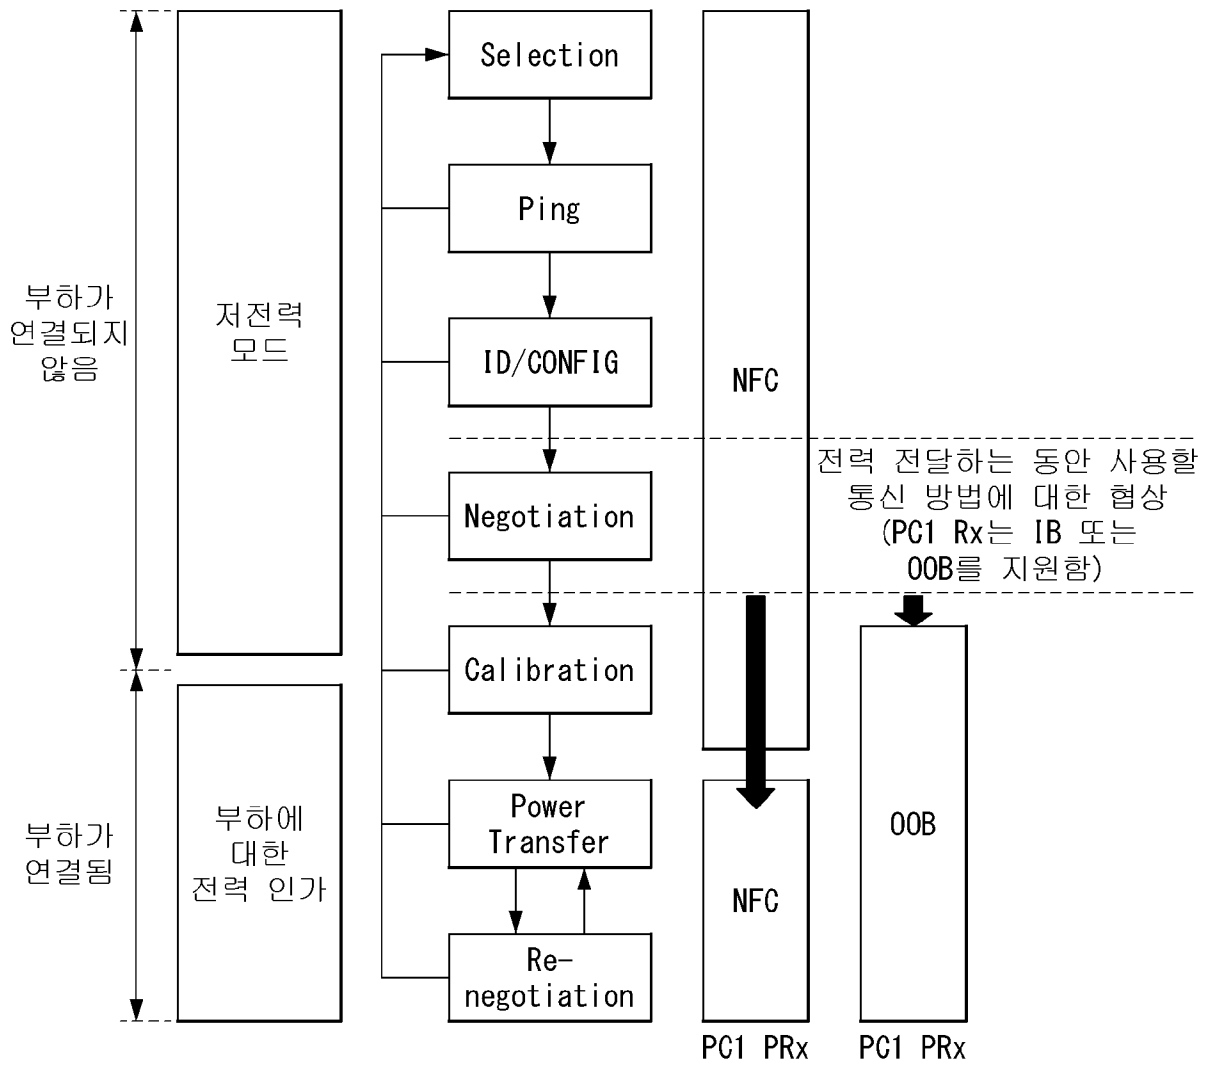 Selection
Ping
부하가
연결되지
않음
저전력
모드
ID/CONFIG
NFC
전력 전달하는 동안 사용할
통신 방법에 대한 협상
(PC1 Rx는 IB 또는
OOB를 지원함)
Negotiation
Calibration
부하가
연결됨
부하에
대한
전력 인가
Power
Transfer
OOB
NFC
Re-
negotiation
PC1 PRx
PC1 PRx